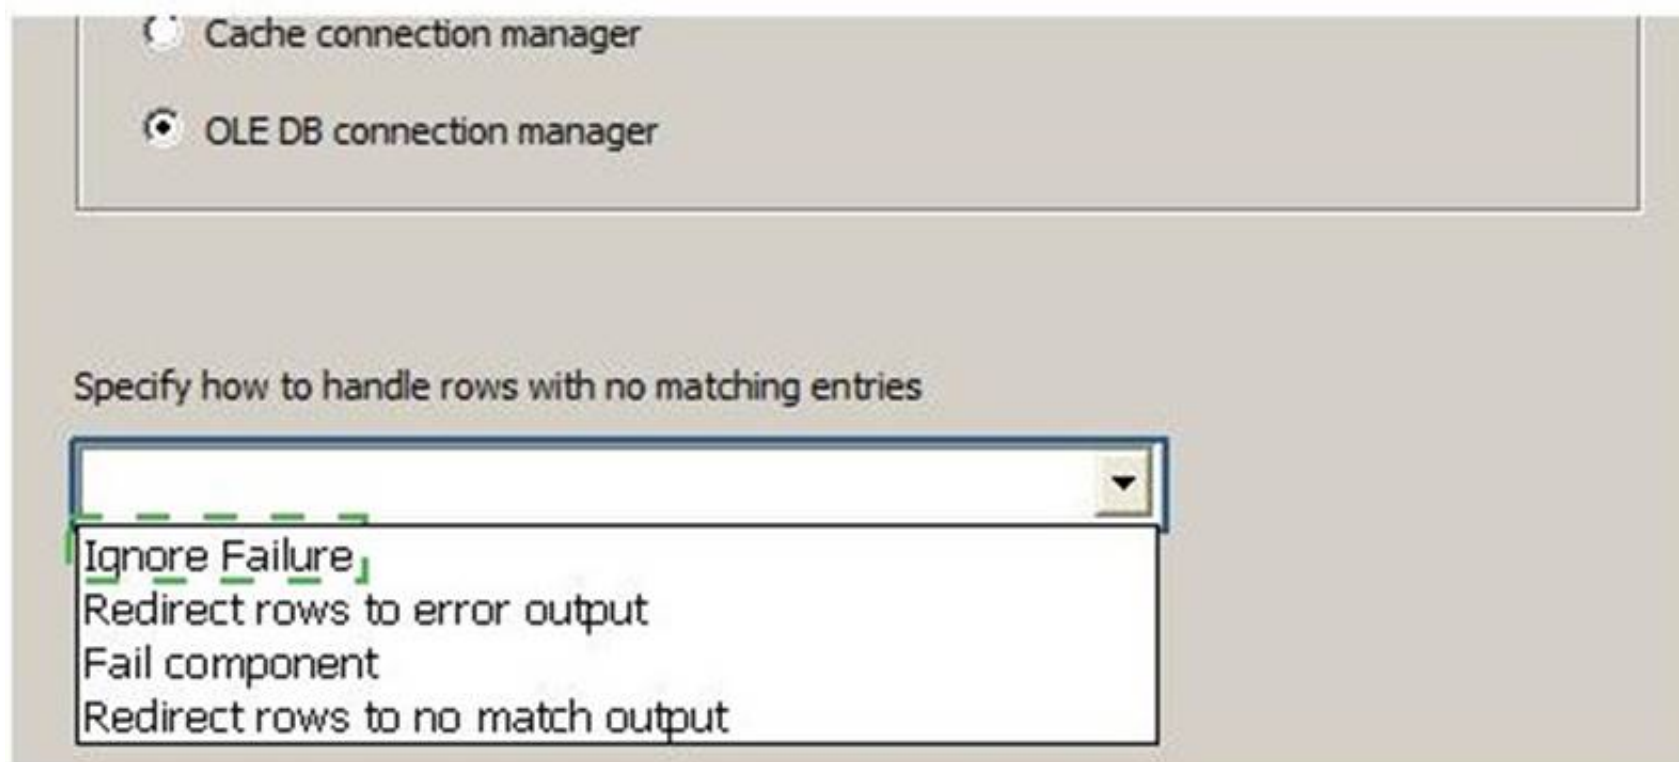 Cache connection manager
OLE DB connection manager
Specify how to handle rows with no matching entries
Ignore Failure
Redirect rows to error output
Fail component
Redirect rows to no match output